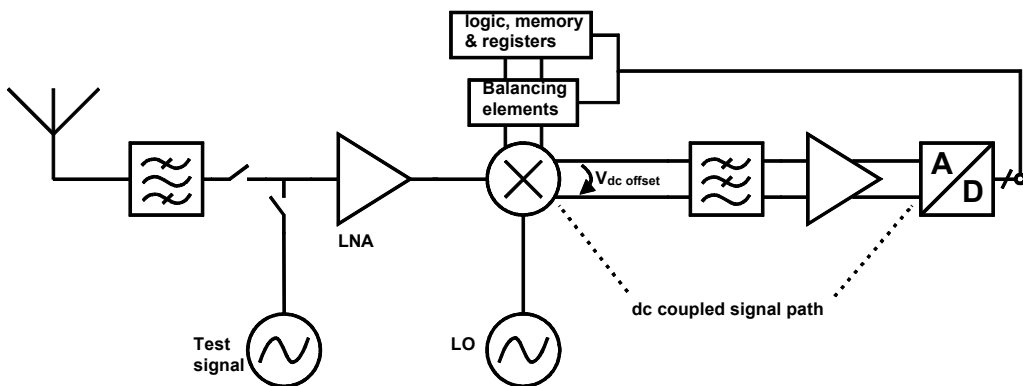 logic, memory
& registers
Balancing
elements
Vdc offset
A
D
LNA
dc coupled signal path
Test
signal
LO